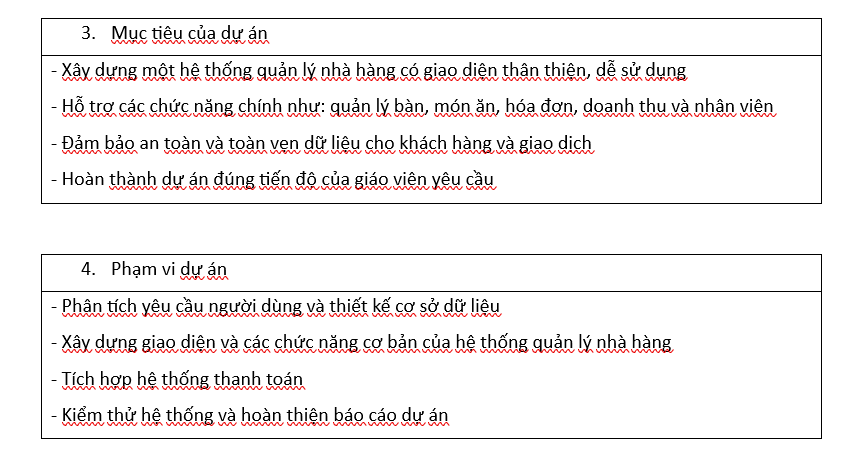 3. Mục tiêu của dự án
- Xây dựng một hệ thống quản lý nhà hàng có giao diện thân thiện, dễ sử dụng
- Hỗ trợ các chức năng chính như: quản lý bàn, món ăn, hóa đơn, doanh thu và nhân viên
- Đảm bảo an toàn và toàn vẹn dữ liệu cho khách hàng và giao dịch
- Hoàn thành dự án đúng tiến độ của giáo viên yêu cầu
4. Phạm vi dự án
- Phân tích yêu cầu người dùng và thiết kế cơ sở dữ liệu
- Xây dựng giao diện và các chức năng cơ bản của hệ thống quản lý nhà hàng
- Tích hợp hệ thống thanh toán
- Kiểm thử hệ thống và hoàn thiện báo cáo dự án